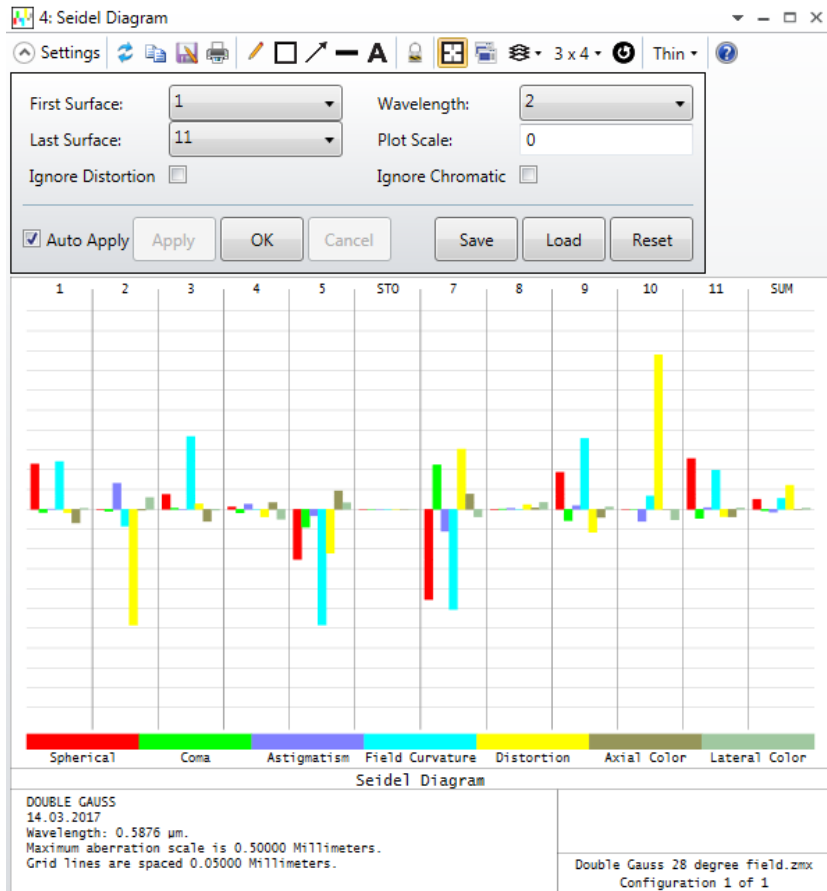 4: Seidel Diagram
Settings A 3 x 4 Thin
First Surface: 1 Wavelength: 2
Last Surface: 11 Plot Scale: 0
Ignore Distortion Ignore Chromatic
Auto Apply Apply OK Cancel Save Load Reset
1 2 3 4 5 STO 7 8 9 10 11 SUM
Spherical Coma Astigmatism Field Curvature Distortion Axial Color Lateral Color
Seidel Diagram
DOUBLE GAUSS
14.03.2017
Wavelength: 0.5876 µm.
Maximum aberration scale is 0.50000 Millimeters.
Grid lines are spaced 0.05000 Millimeters.
Double Gauss 28 degree field.zmx
Configuration 1 of 1